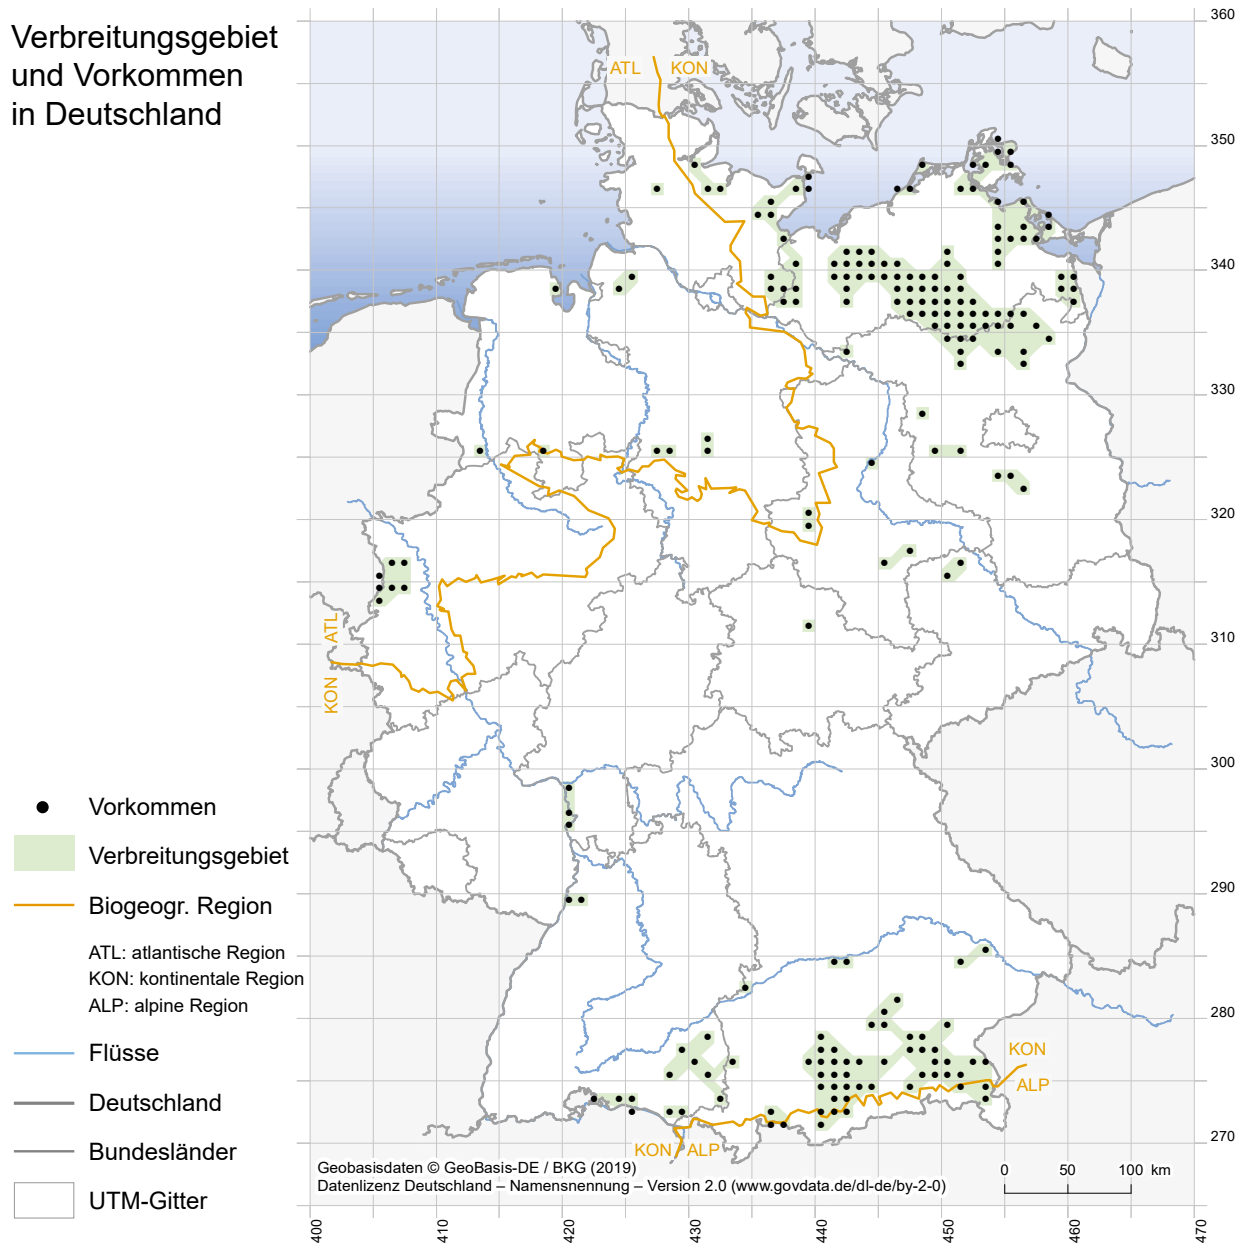 Verbreitungsgebiet
und Vorkommen
in Deutschland
ATL KON
360
350
340
330
320
310
300
290
280
270
ATL
KON
Vorkommen
Verbreitungsgebiet
Biogeogr. Region
ATL: atlantische Region
KON: kontinentale Region
ALP: alpine Region
Flüsse
Deutschland
Bundesländer
UTM-Gitter
KON
ALP
KON ALP
Geobasisdaten © GeoBasis-DE / BKG (2019)
Datenlizenz Deutschland – Namensnennung – Version 2.0 (www.govdata.de/dl-de/by-2-0)
0 50 100 km
400 410 420 430 440 450 460 470